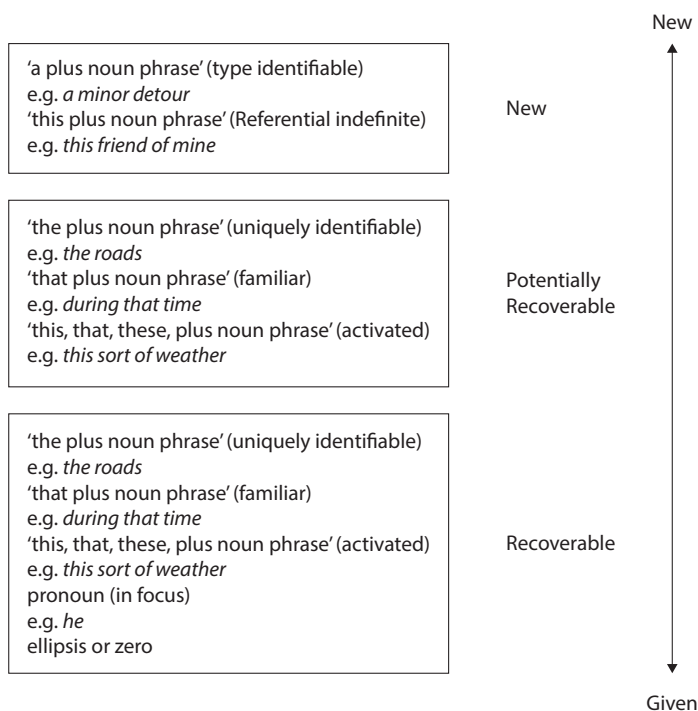 New
'a plus noun phrase' (type identifiable)
e.g. a minor detour
'this plus noun phrase' (Referential indefinite)
e.g. this friend of mine
New
'the plus noun phrase' (uniquely identifiable)
e.g. the roads
'that plus noun phrase' (familiar)
e.g. during that time
'this, that, these, plus noun phrase' (activated)
e.g. this sort of weather
Potentially
Recoverable
'the plus noun phrase' (uniquely identifiable)
e.g. the roads
'that plus noun phrase' (familiar)
e.g. during that time
'this, that, these, plus noun phrase' (activated)
e.g. this sort of weather
pronoun (in focus)
e.g. he
ellipsis or zero
Recoverable
Given